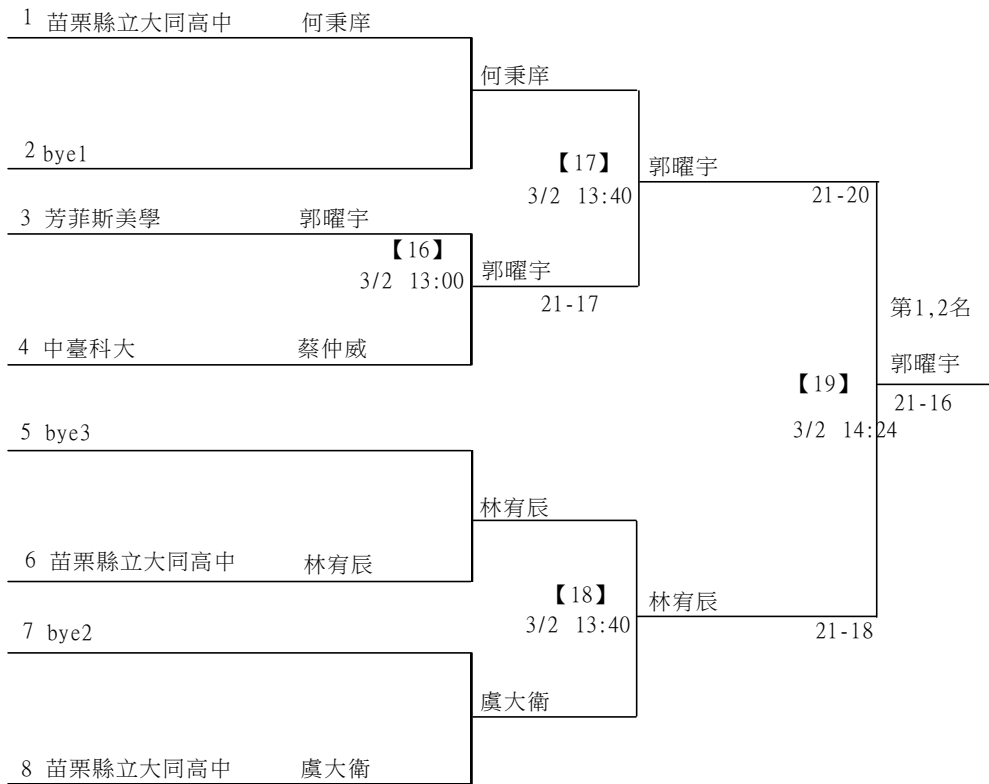 1 苗栗縣立大同高中 何秉庠
何秉庠
2 bye1
【17】
3/2 13:40
郭曜宇
21-20
3 芳菲斯美學 郭曜宇
【16】
3/2 13:00
郭曜宇
21-17
第1,2名
4 中臺科大 蔡仲威
郭曜宇
【19】
21-16
3/2 14:24
5 bye3
林宥辰
6 苗栗縣立大同高中 林宥辰
【18】
3/2 13:40
林宥辰
21-18
7 bye2
虞大衛
8 苗栗縣立大同高中 虞大衛